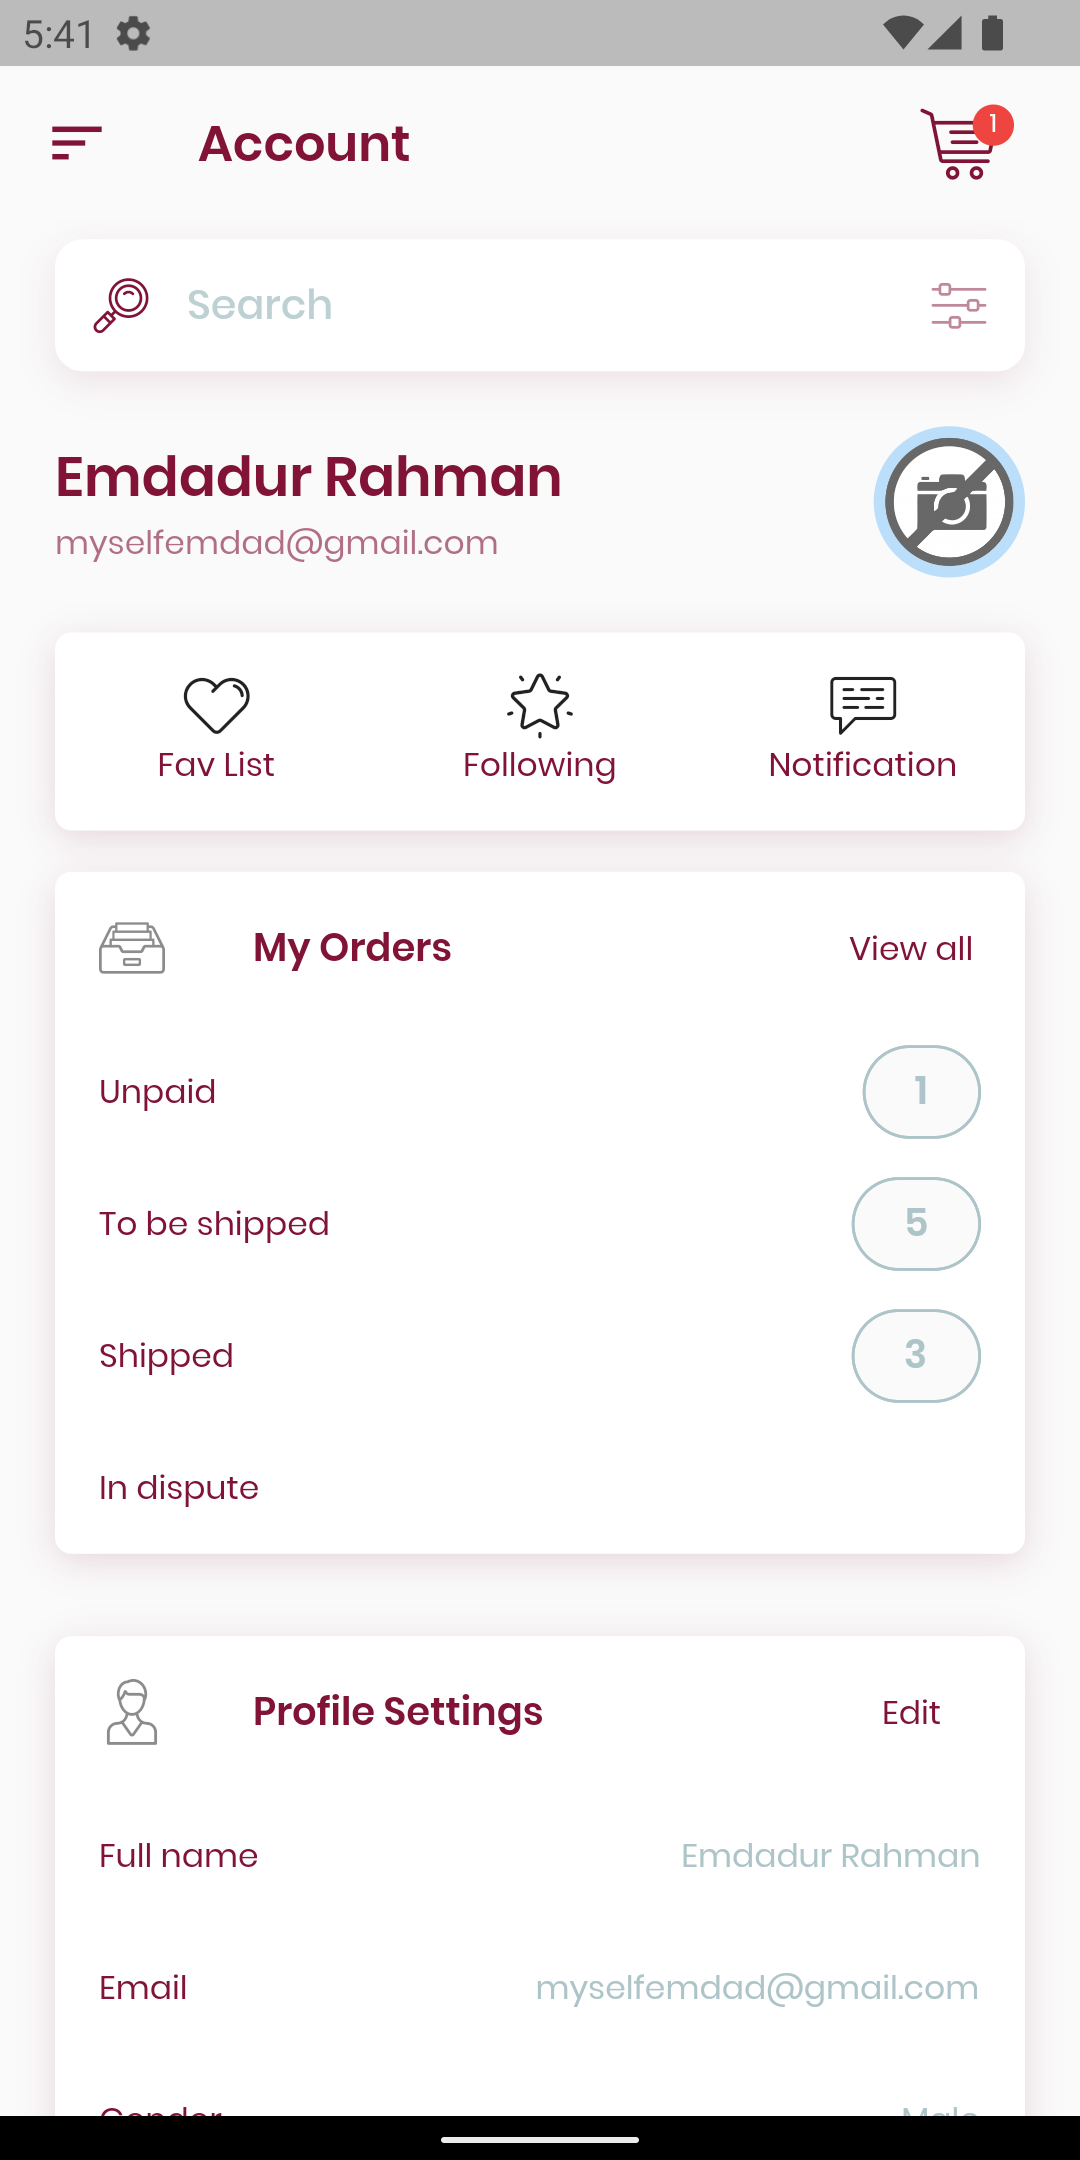 5:41
Account
1
Search
Emdadur Rahman
myselfemdad@gmail.com
Fav List
Following
Notification
My Orders
View all
Unpaid
1
To be shipped
5
Shipped
3
In dispute
Profile Settings
Edit
Full name
Emdadur Rahman
Email
myselfemdad@gmail.com
Gender
Male